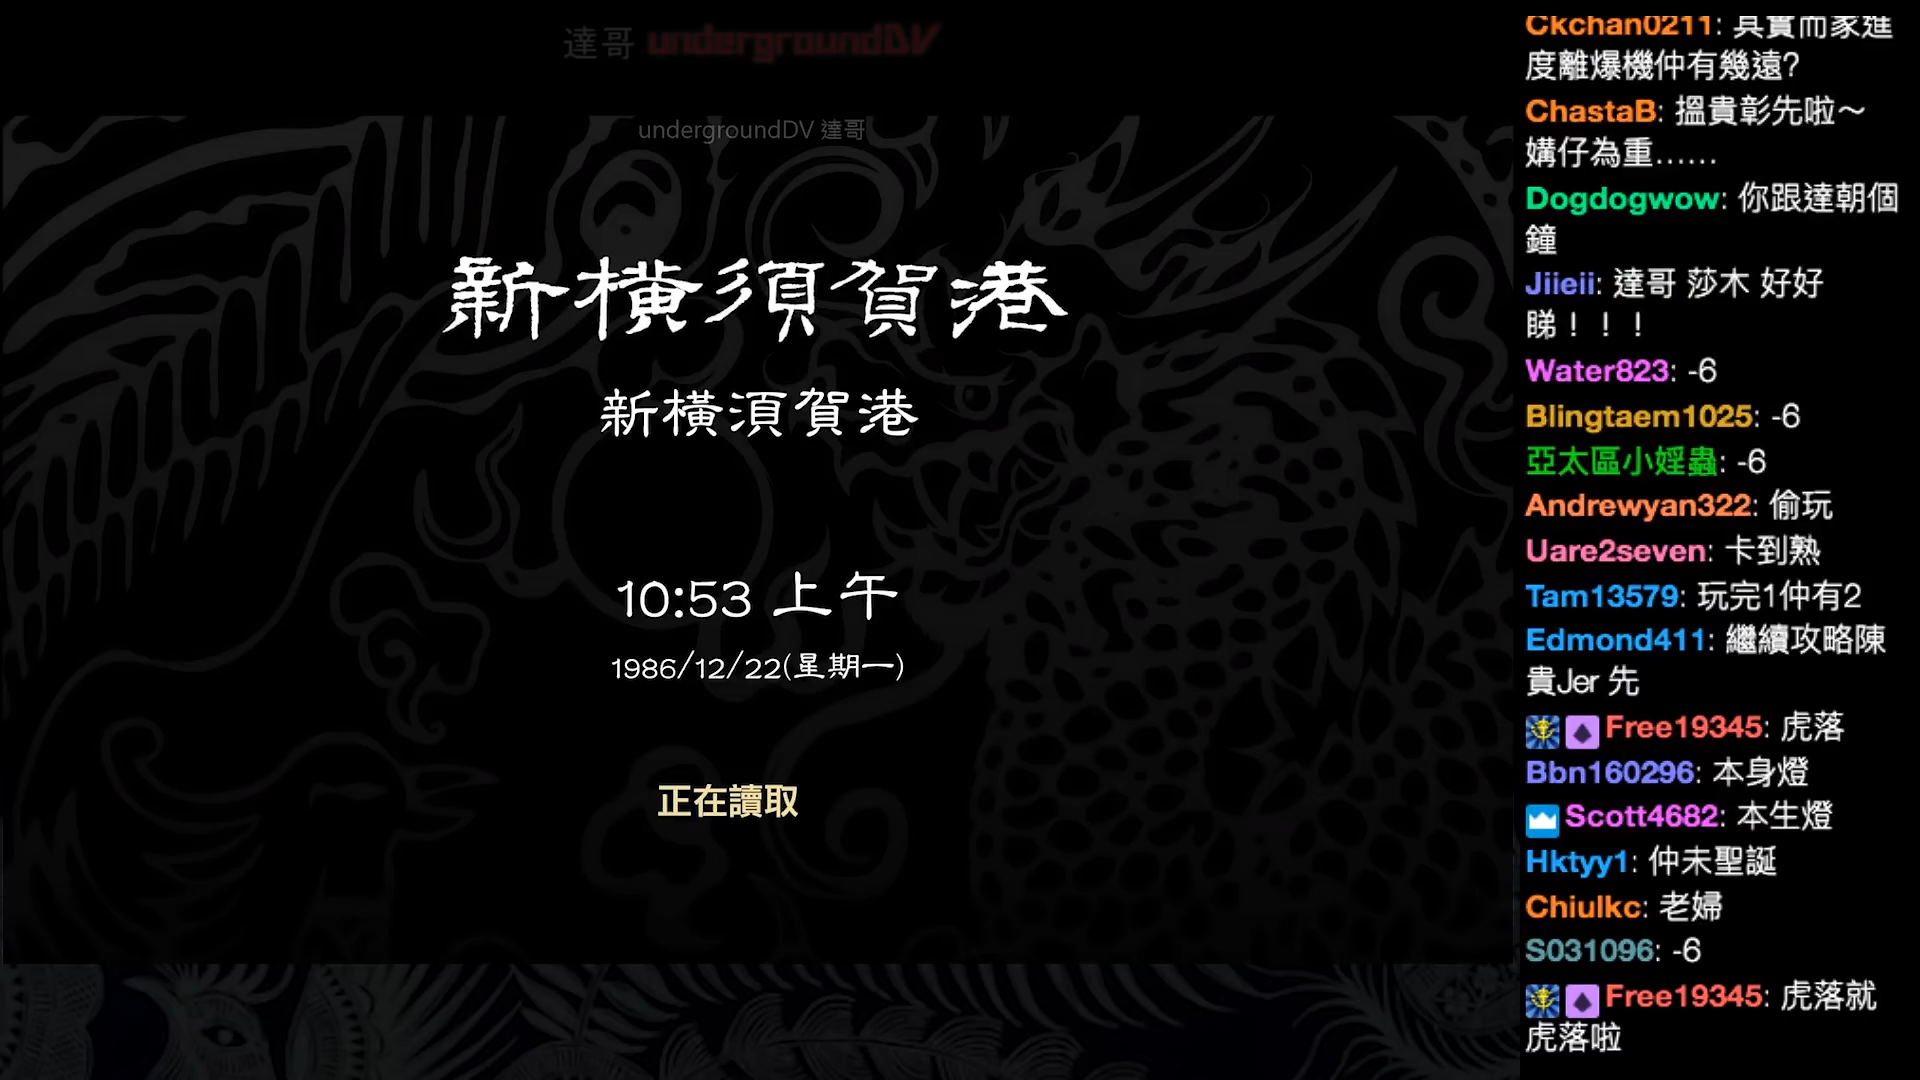 達哥 undergroundDV
undergroundDV 達哥
新橫須賀港
新橫須賀港
10:53 上午
1986/12/22(星期一)
正在讀取
Ckchan0211: 其實而家進
度離爆機仲有幾遠?
ChastaB: 搵貴彰先啦～
媾仔為重……
Dogdogwow: 你跟達朝個
鐘
Jiieii: 達哥 莎木 好好
睇！！！
Water823: -6
Blingtaem1025: -6
亞太區小婬蟲: -6
Andrewyan322: 偷玩
Uare2seven: 卡到熟
Tam13579: 玩完1仲有2
Edmond411: 繼續攻略陳
貴Jer 先
Free19345: 虎落
Bbn160296: 本身燈
Scott4682: 本生燈
Hktyy1: 仲未聖誕
Chiulkc: 老婦
S031096: -6
Free19345: 虎落就
虎落啦